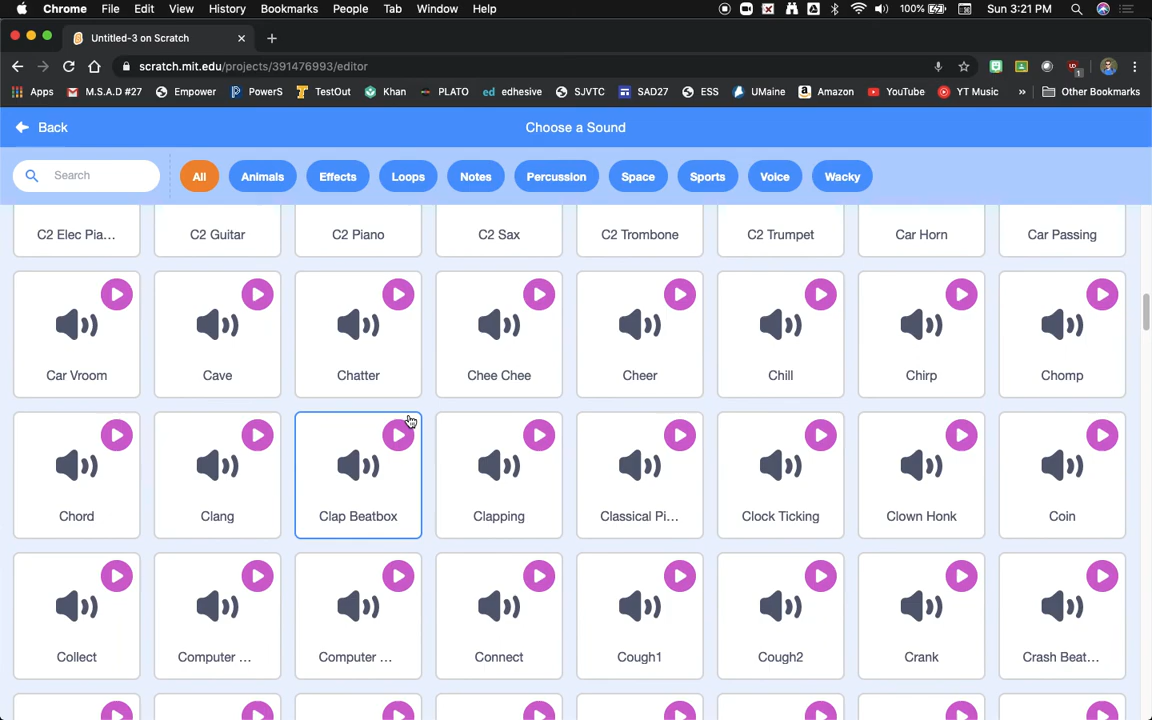 Chrome File Edit View History Bookmarks People Tab Window Help 100% Sun 3:21 PM
Untitled-3 on Scratch
scratch.mit.edu/projects/391476993/editor
Apps M.S.A.D #27 Empower PowerS TestOut Khan PLATO ed edhesive SJVTC SAD27 ESS UMaine Amazon YouTube YT Music » Other Bookmarks
Back Choose a Sound
Search All Animals Effects Loops Notes Percussion Space Sports Voice Wacky
C2 Elec Pia... C2 Guitar C2 Piano C2 Sax C2 Trombone C2 Trumpet Car Horn Car Passing
Car Vroom Cave Chatter Chee Chee Cheer Chill Chirp Chomp
Chord Clang Clap Beatbox Clapping Classical Pi... Clock Ticking Clown Honk Coin
Collect Computer ... Computer ... Connect Cough1 Cough2 Crank Crash Beat...